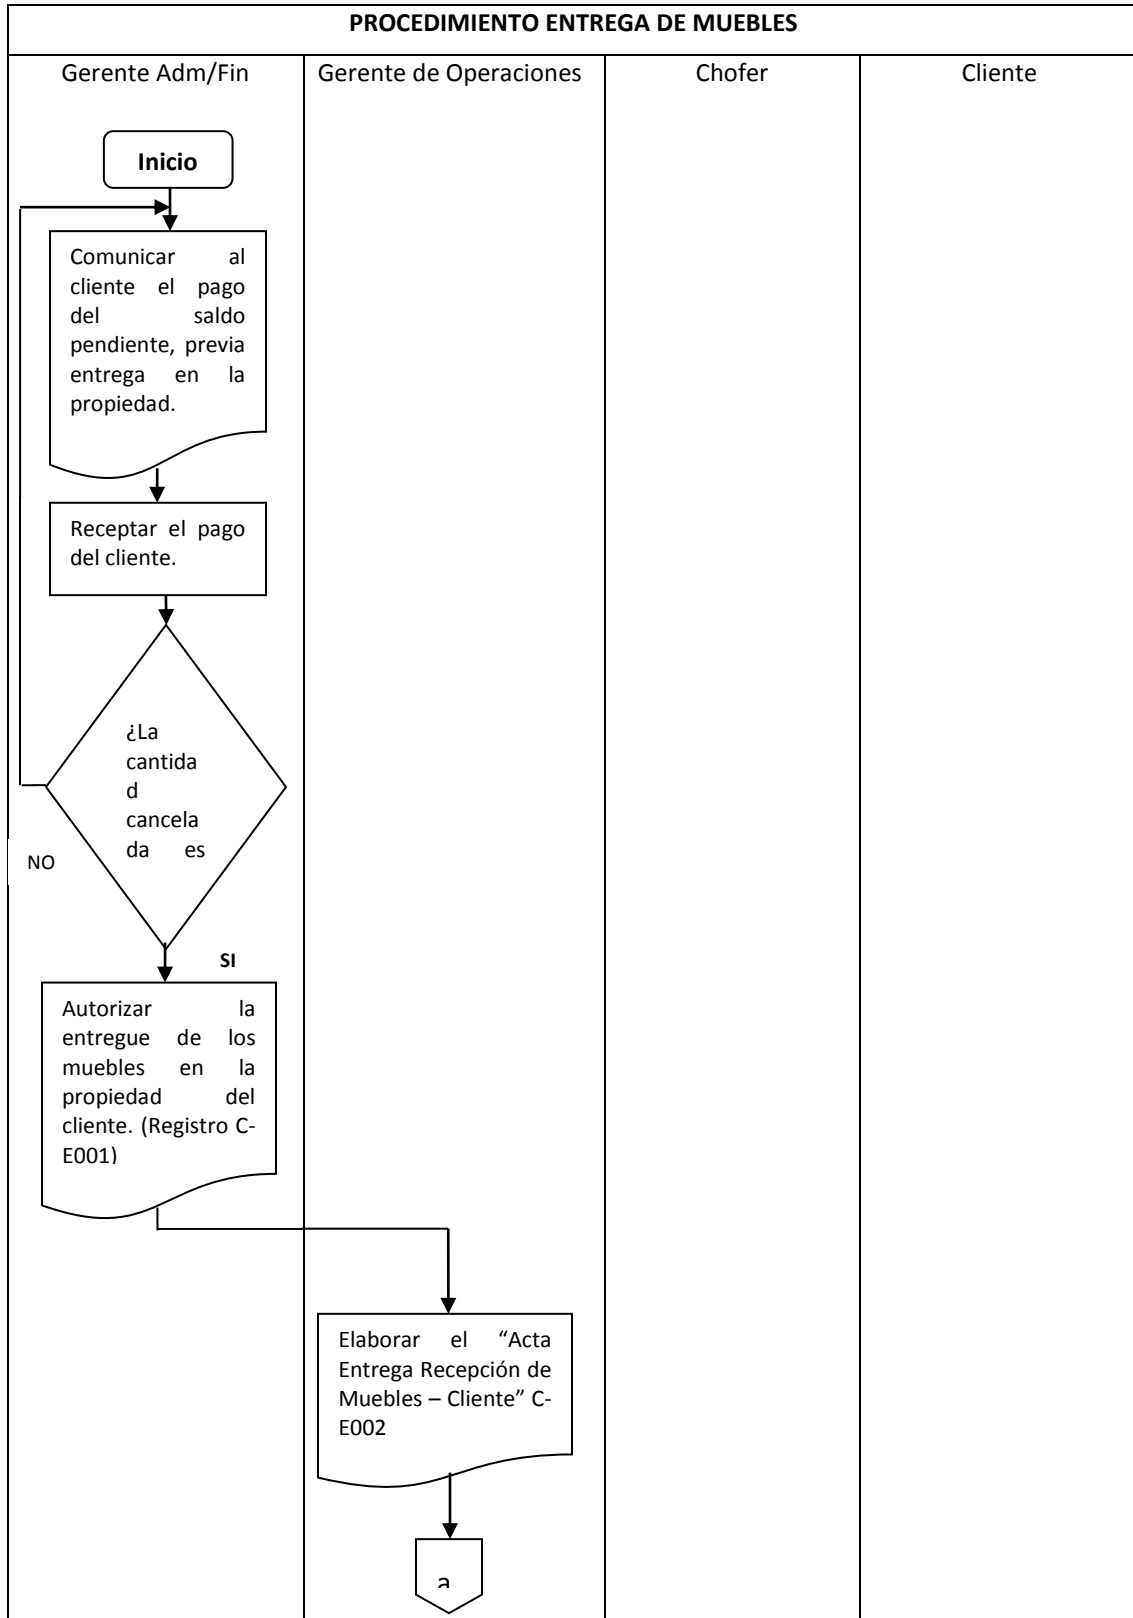 PROCEDIMIENTO ENTREGA DE MUEBLES
Gerente Adm/Fin
Gerente de Operaciones
Chofer
Cliente
Inicio
Comunicar al
cliente el pago
del saldo
pendiente, previa
entrega en la
propiedad.
Receptar el pago
del cliente.
¿La
cantida
d
cancela
da es
NO
SI
Autorizar la
entregue de los
muebles en la
propiedad del
cliente. (Registro C-
E001)
Elaborar el “Acta
Entrega Recepción de
Muebles – Cliente” C-
E002
a